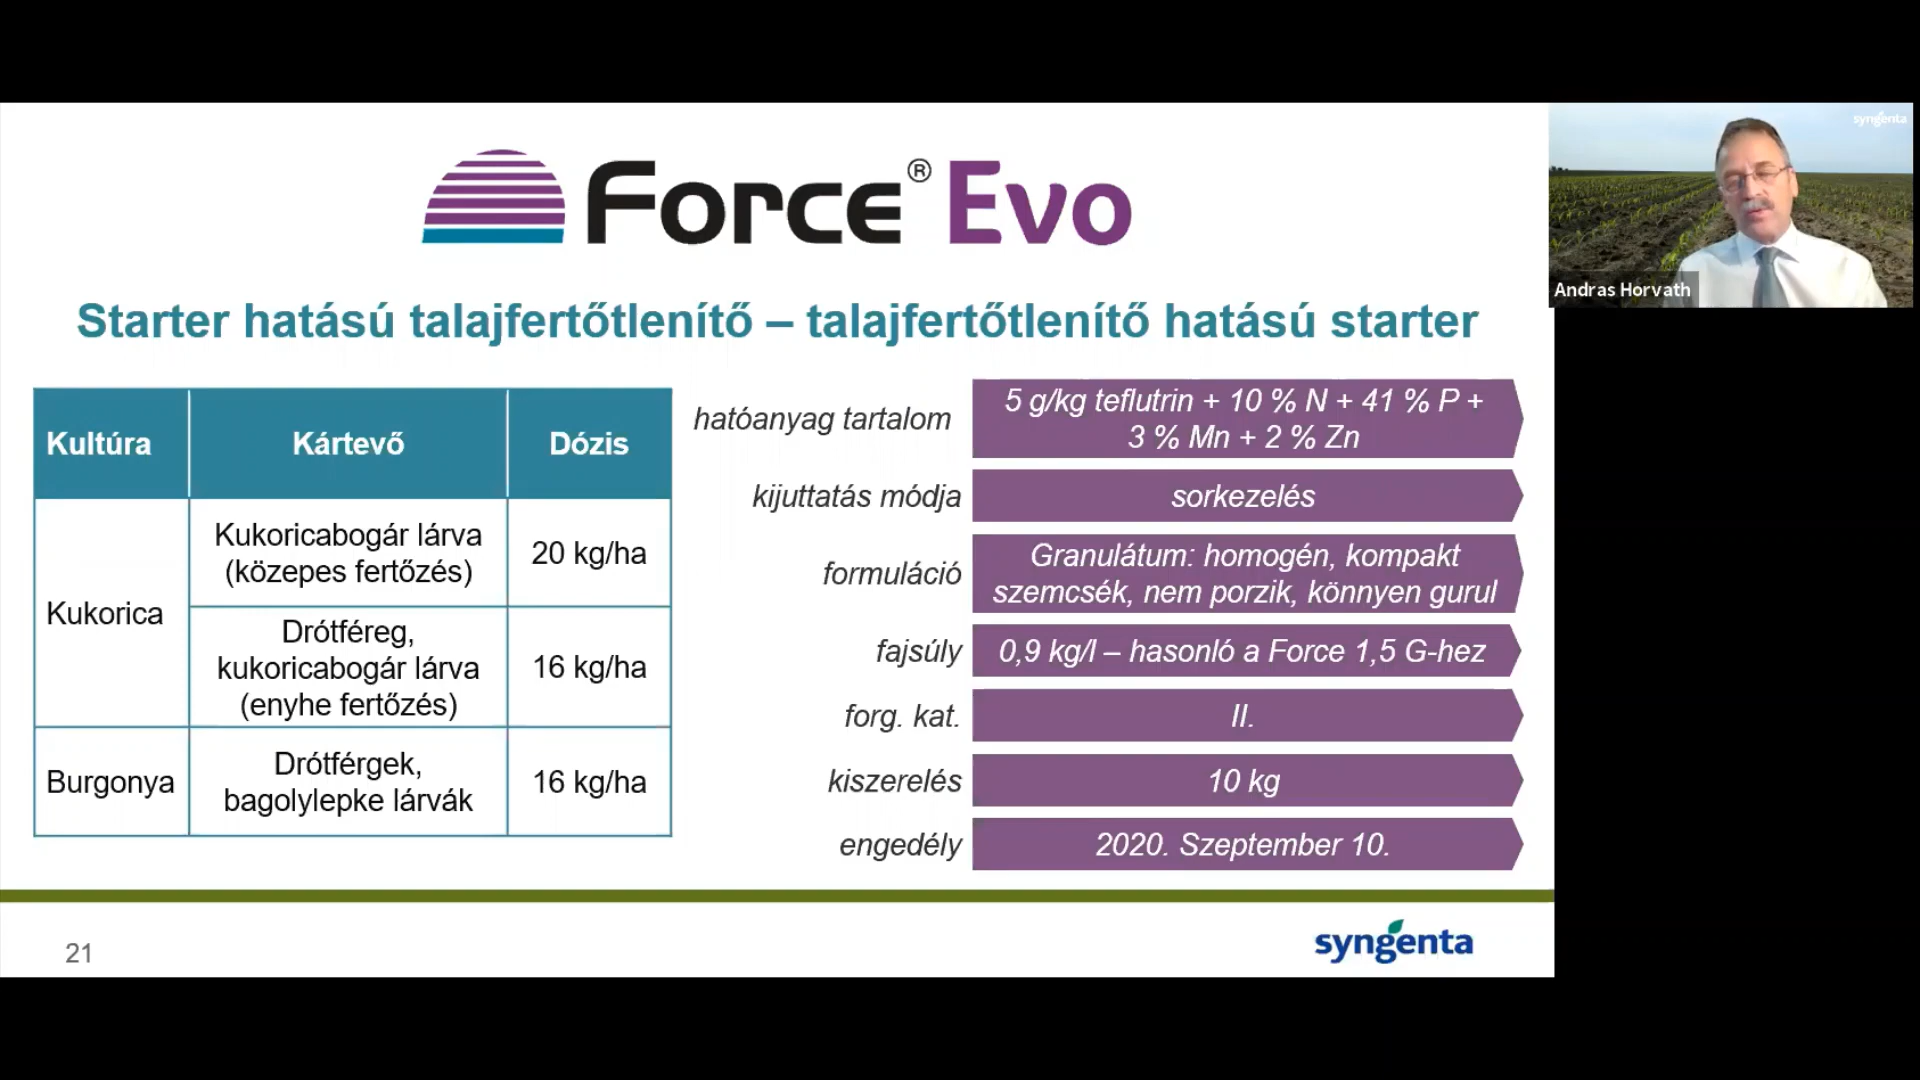 Force® Evo
Starter hatású talajfertőtlenítő – talajfertőtlenítő hatású starter
Kultúra
Kártevő
Dózis
Kukorica
Kukoricabogár lárva
(közepes fertőzés)
20 kg/ha
Drótféreg,
kukoricabogár lárva
(enyhe fertőzés)
16 kg/ha
Burgonya
Drótférgek,
bagolylepke lárvák
16 kg/ha
hatóanyag tartalom
5 g/kg teflutrin + 10 % N + 41 % P +
3 % Mn + 2 % Zn
kijuttatás módja
sorkezelés
formuláció
Granulátum: homogén, kompakt
szemcsék, nem porzik, könnyen gurul
fajsúly
0,9 kg/l – hasonló a Force 1,5 G-hez
forg. kat.
II.
kiszerelés
10 kg
engedély
2020. Szeptember 10.
21
syngenta
syngenta
Andras Horvath